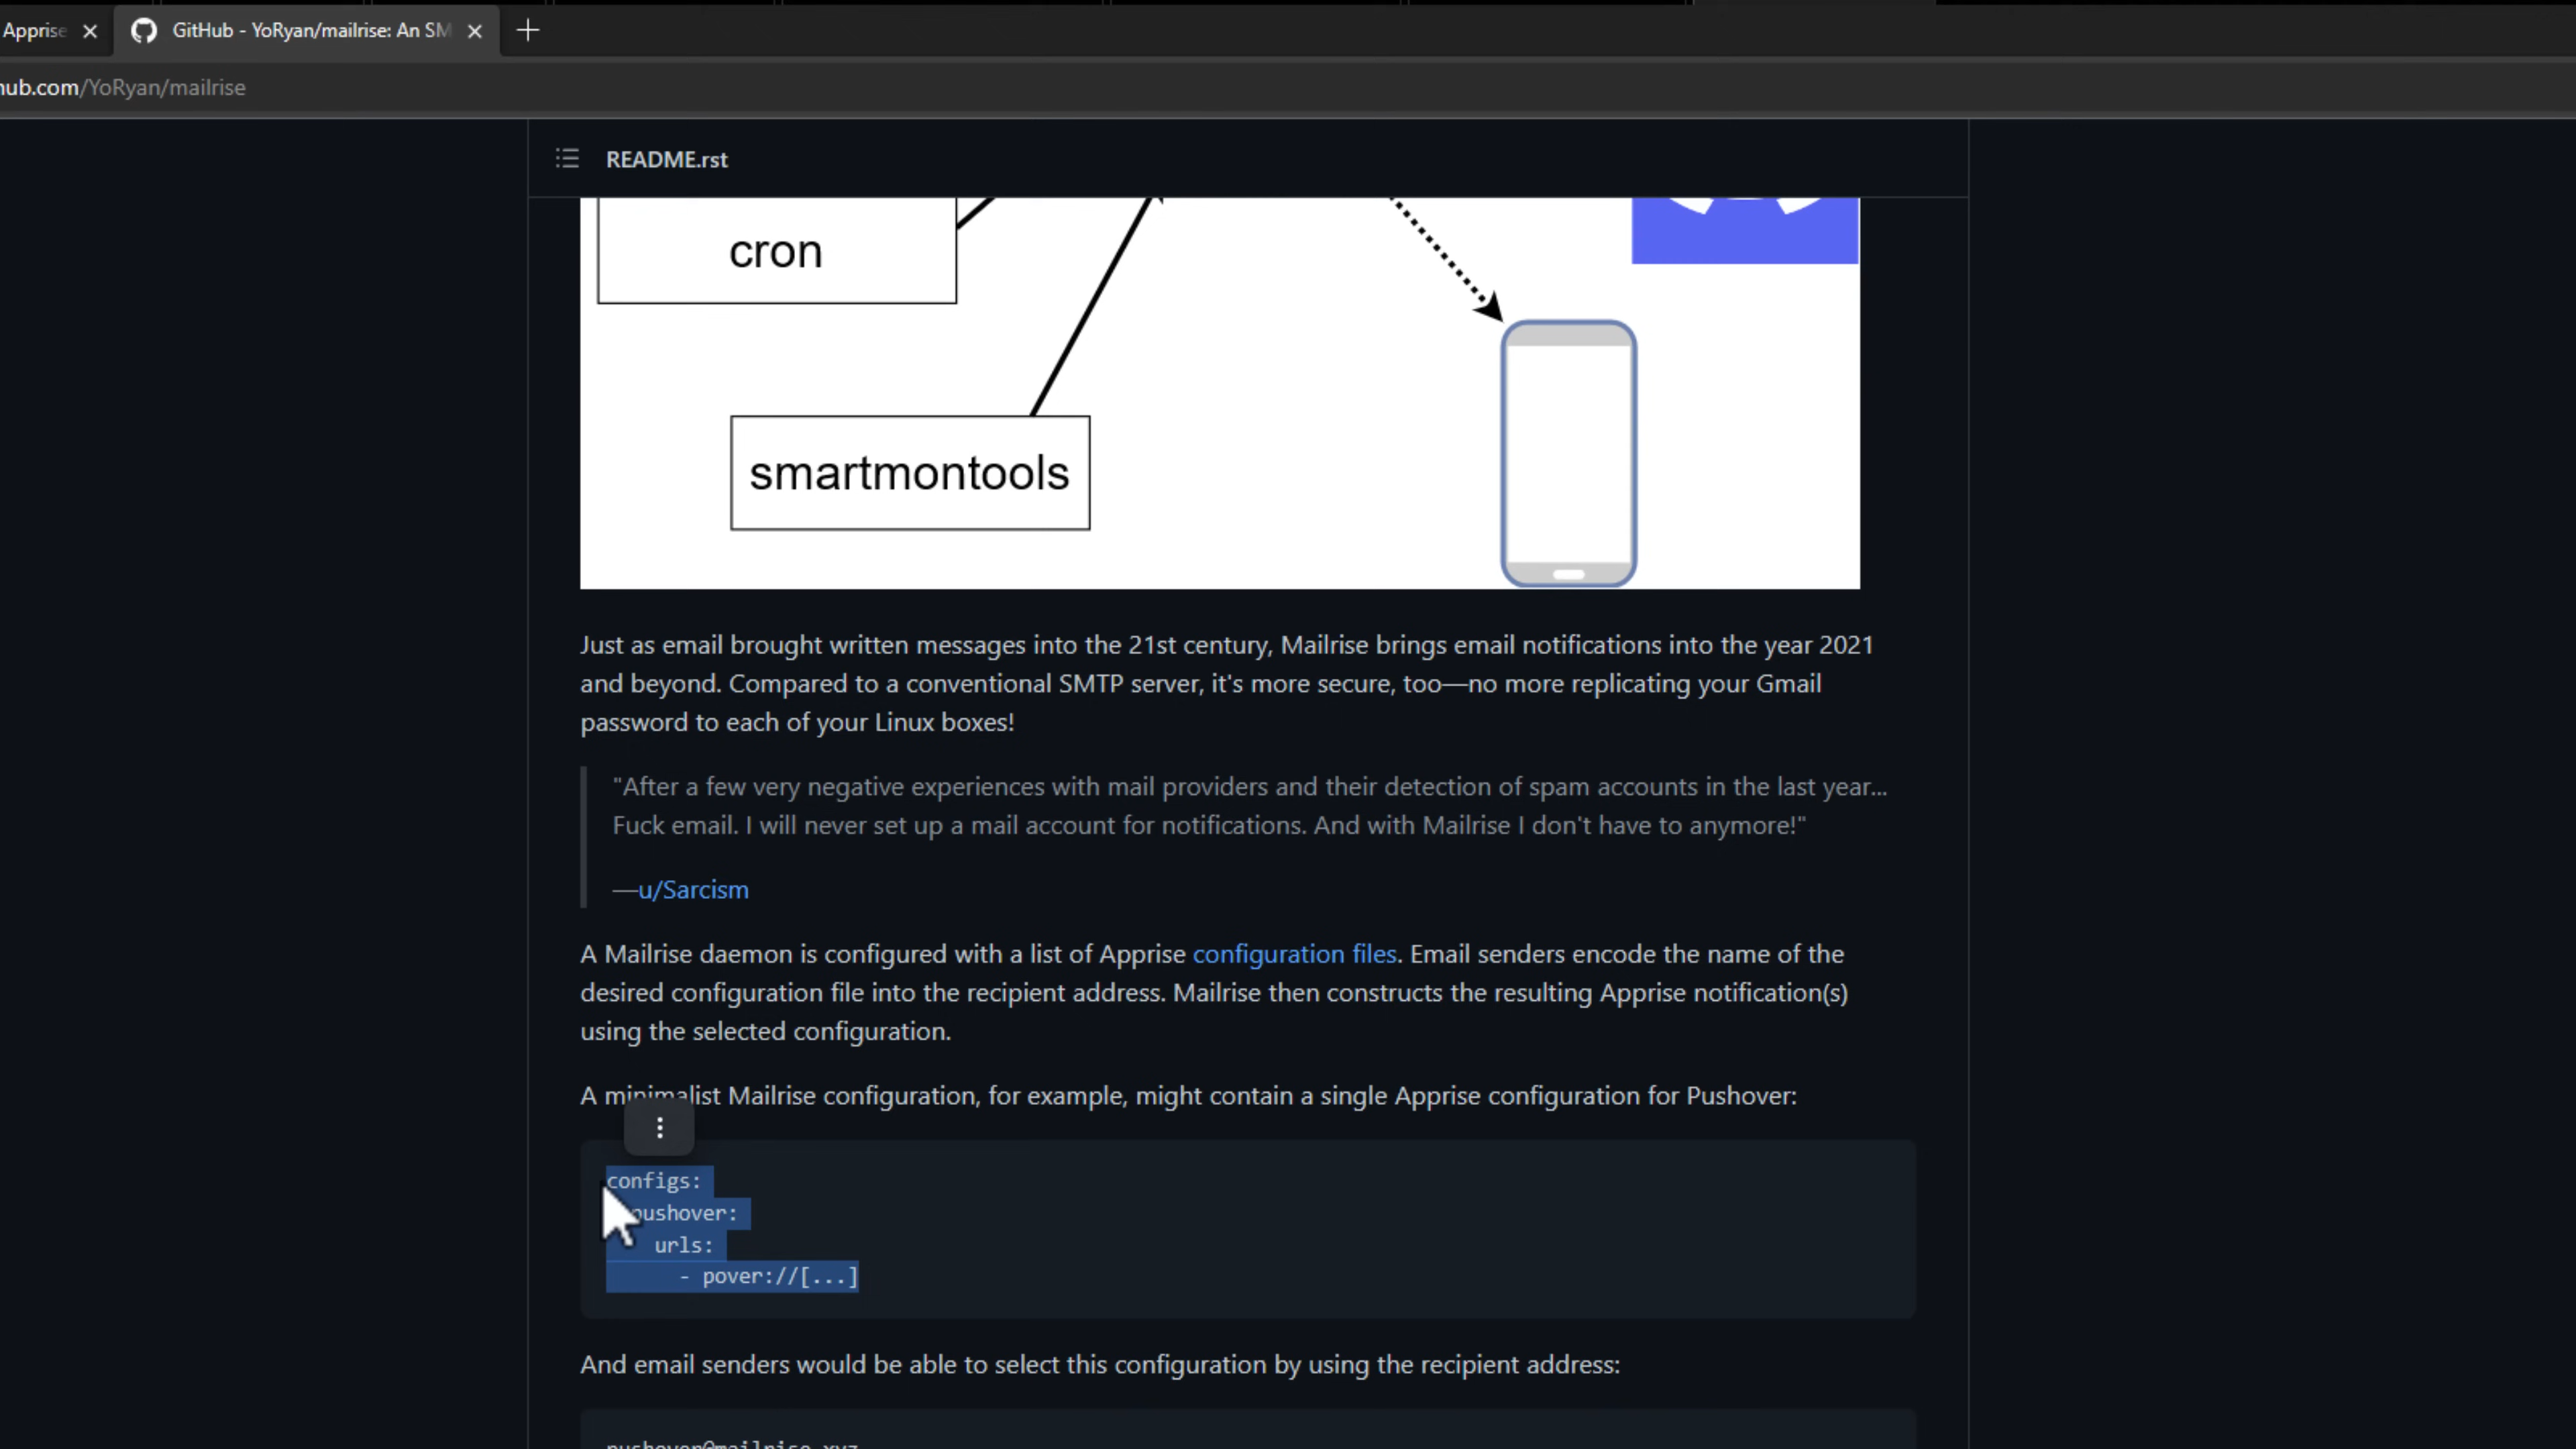 Apprise
GitHub - YoRyan/mailrise: An SM
hub.com/YoRyan/mailrise
README.rst
cron
smartmontools
Just as email brought written messages into the 21st century, Mailrise brings email notifications into the year 2021
and beyond. Compared to a conventional SMTP server, it's more secure, too—no more replicating your Gmail
password to each of your Linux boxes!
"After a few very negative experiences with mail providers and their detection of spam accounts in the last year...
Fuck email. I will never set up a mail account for notifications. And with Mailrise I don't have to anymore!"
—u/Sarcism
A Mailrise daemon is configured with a list of Apprise configuration files. Email senders encode the name of the
desired configuration file into the recipient address. Mailrise then constructs the resulting Apprise notification(s)
using the selected configuration.
A minimalist Mailrise configuration, for example, might contain a single Apprise configuration for Pushover:
configs:
pushover:
urls:
- pover://[...]
And email senders would be able to select this configuration by using the recipient address:
pushover@mailrise.xyz